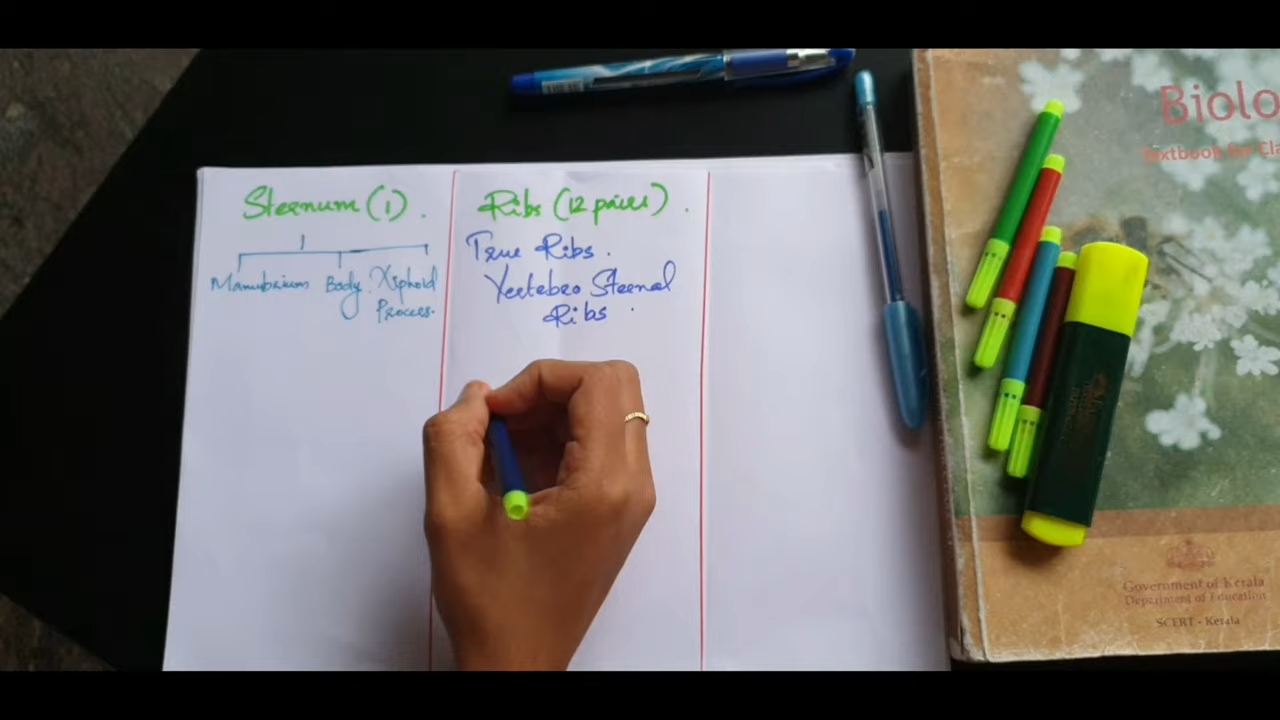 Sternum (1).
Manubrium Body. Xiphoid
Process.
Ribs (12 pairs).
True Ribs.
Vertebro Sternal
Ribs.
Biolo
Textbook for Cla
Government of Kerala
Department of Education
SCERT - Kerala